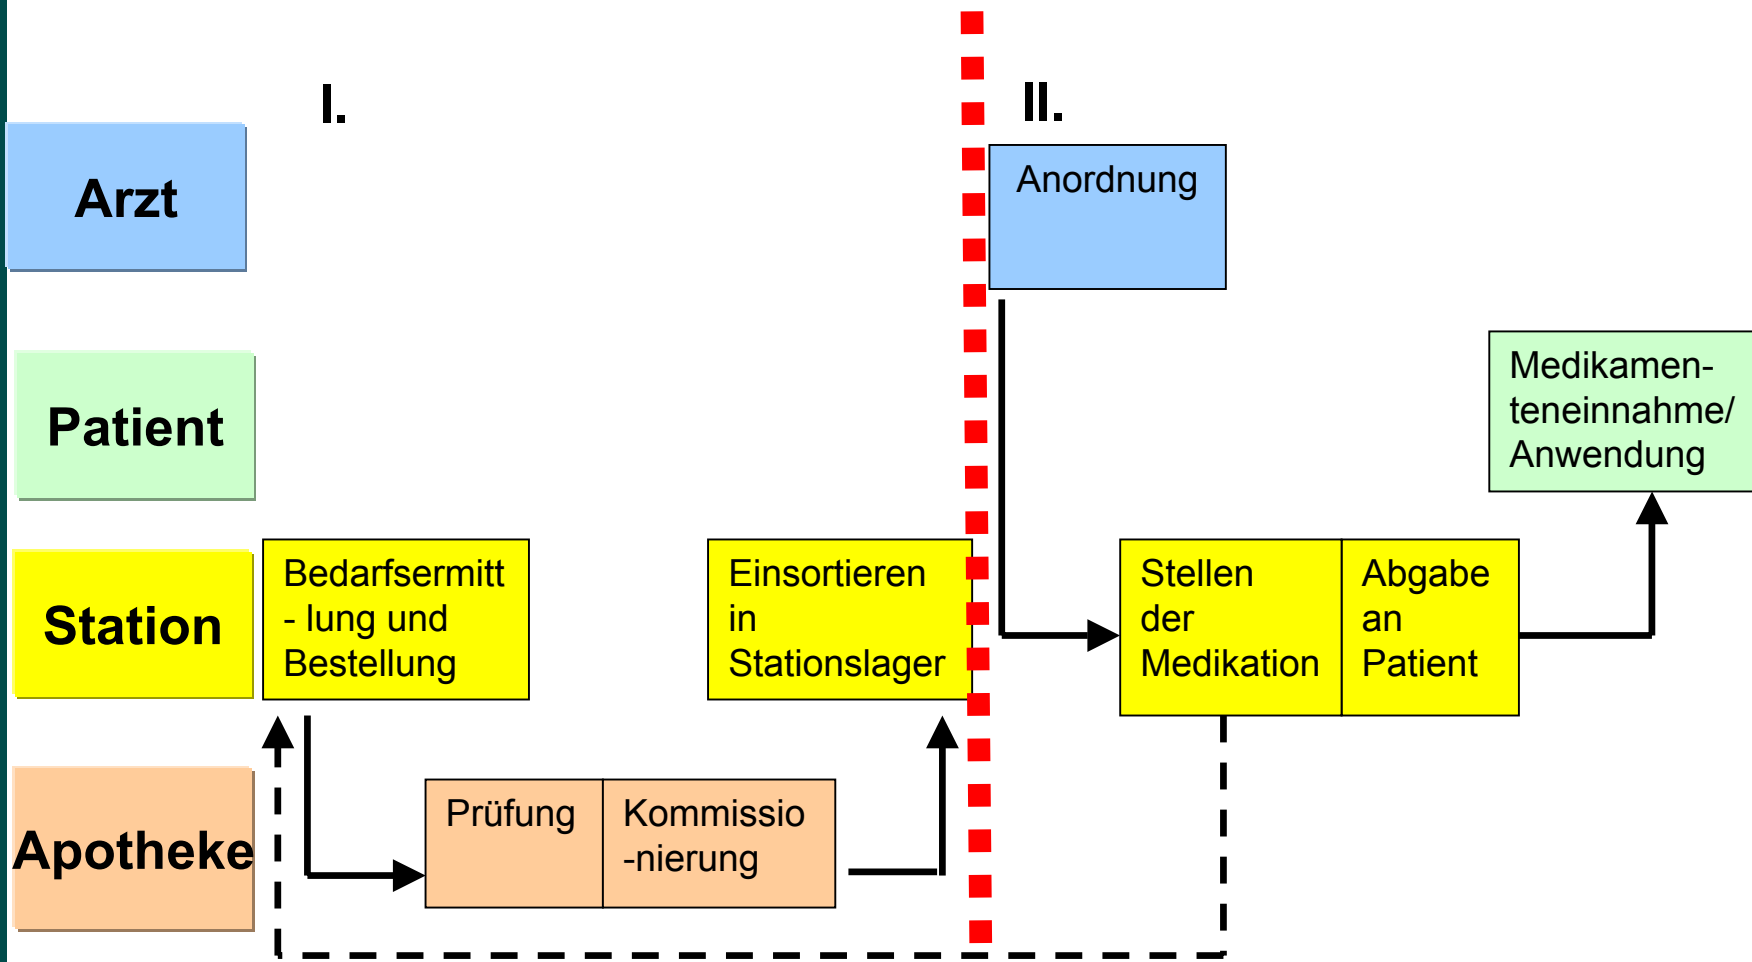 I.
II.
Arzt
Anordnung
Patient
Medikamen-
teneinnahme/
Anwendung
Station
Bedarfsermitt
- lung und
Bestellung
Einsortieren
in
Stationslager
Stellen
der
Medikation
Abgabe
an
Patient
Apotheke
Prüfung
Kommissio
-nierung